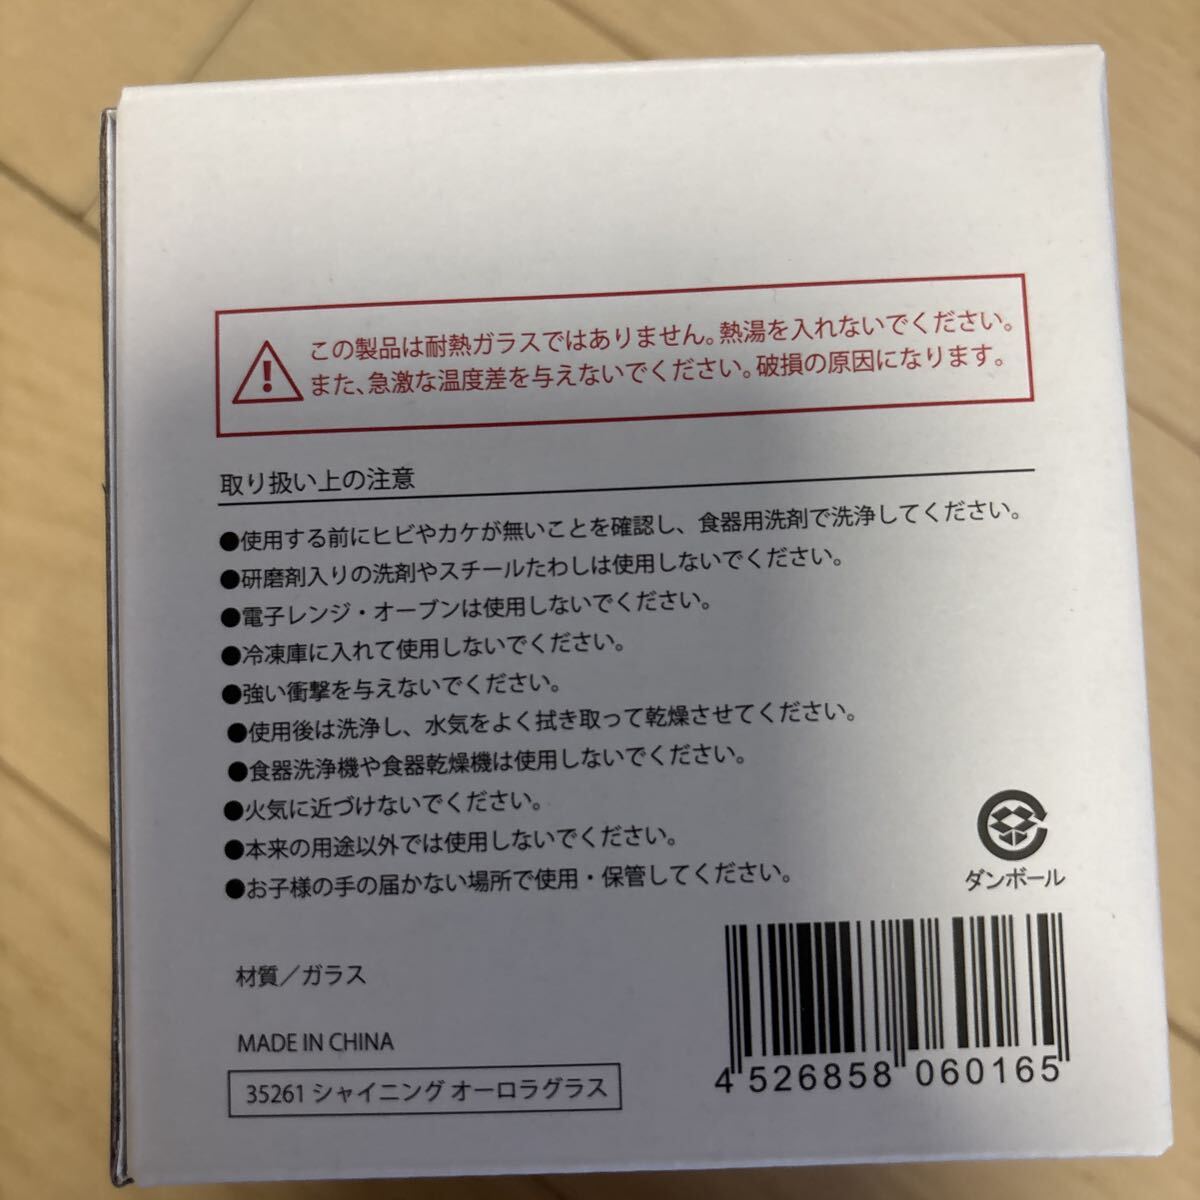 この製品は耐熱ガラスではありません。熱湯を入れないでください。
また、急激な温度差を与えないでください。破損の原因になります。
取り扱い上の注意
●使用する前にヒビやカケが無いことを確認し、食器用洗剤で洗浄してください。
●研磨剤入りの洗剤やスチールたわしは使用しないでください。
●電子レンジ・オーブンは使用しないでください。
●冷凍庫に入れて使用しないでください。
●強い衝撃を与えないでください。
●使用後は洗浄し、水気をよく拭き取って乾燥させてください。
●食器洗浄機や食器乾燥機は使用しないでください。
●火気に近づけないでください。
●本来の用途以外では使用しないでください。
●お子様の手の届かない場所で使用・保管してください。
ダンボール
材質／ガラス
MADE IN CHINA
35261 シャイニング オーロラグラス
4 526858 060165